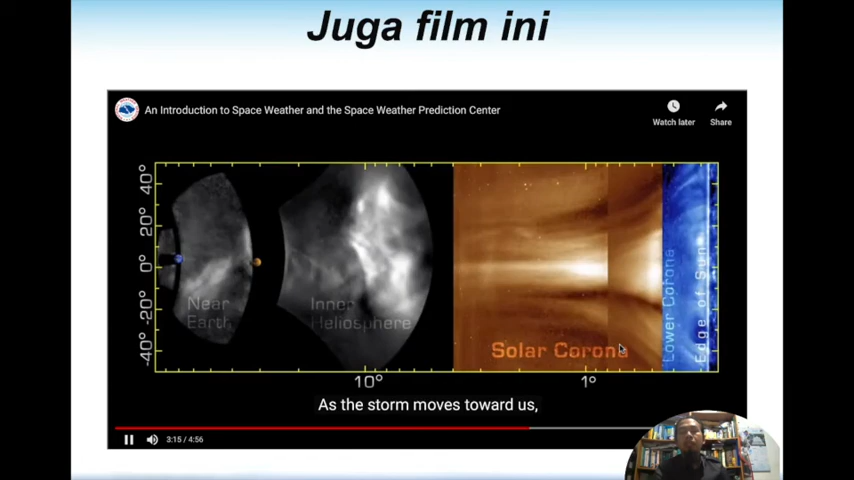 Juga film ini
An Introduction to Space Weather and the Space Weather Prediction Center
Watch later
Share
40°
20°
0°
-20°
-40°
Near
Earth
Inner
Heliosphere
Solar Corona
Lower Corona
Edge of Sun
10°
1°
As the storm moves toward us,
3:15 / 4:56